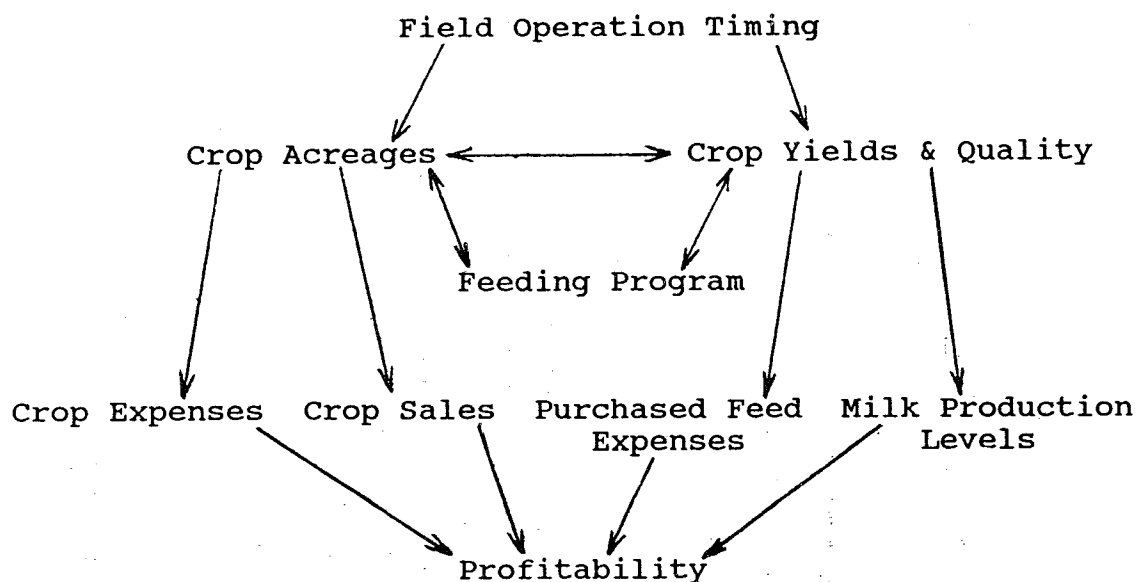 Field Operation Timing
Crop Acreages
Crop Yields & Quality
Feeding Program
Crop Expenses
Crop Sales
Purchased Feed
Expenses
Milk Production
Levels
Profitability